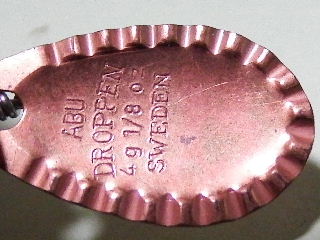 ABU
DROPPEN
4 g 1/8 oz
SWEDEN